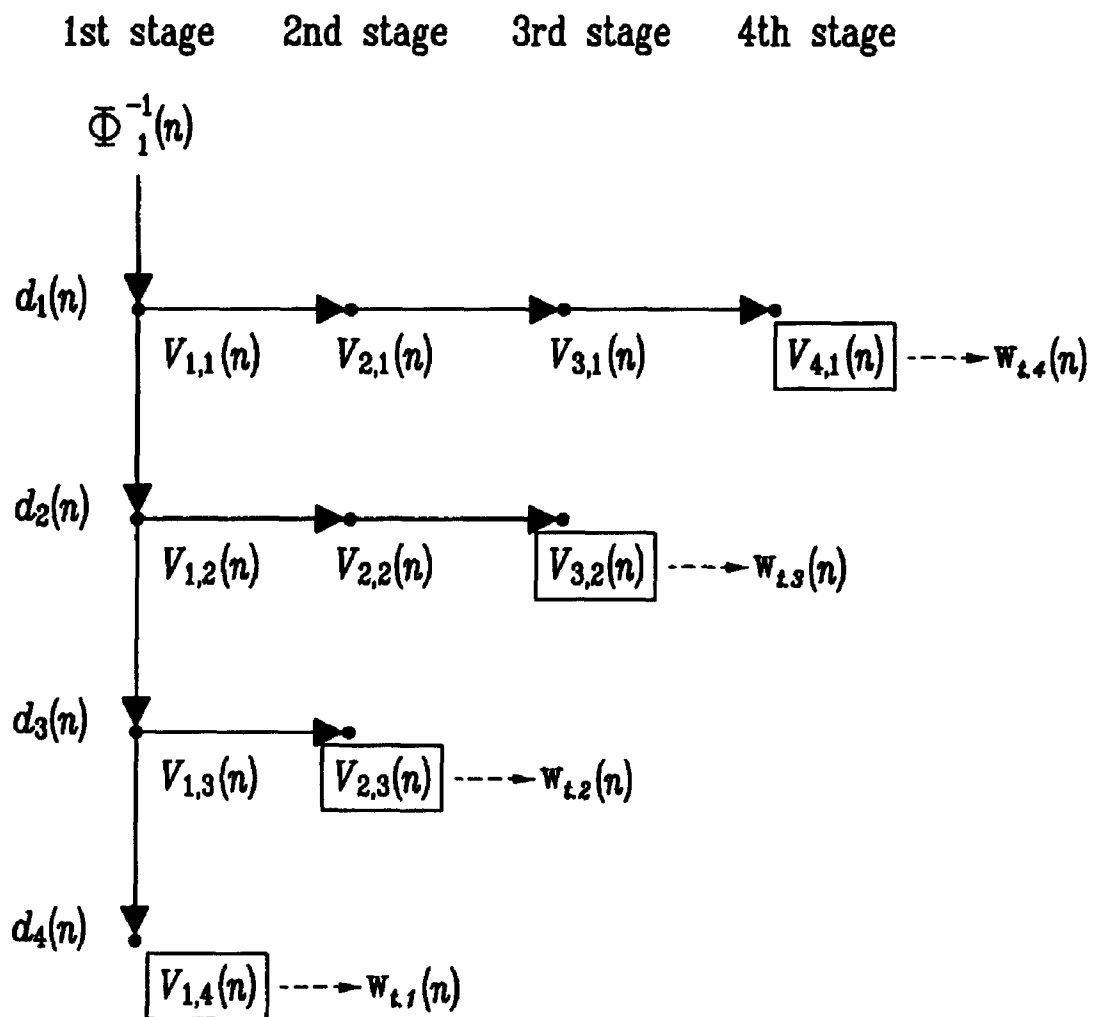 1st stage 2nd stage 3rd stage 4th stage
Φ₁⁻¹(n)
d₁(n)
V₁,₁(n) V₂,₁(n) V₃,₁(n) V₄,₁(n) w_{t.4}(n)
d₂(n)
V₁,₂(n) V₂,₂(n) V₃,₂(n) w_{t.3}(n)
d₃(n)
V₁,₃(n) V₂,₃(n) w_{t.2}(n)
d₄(n)
V₁,₄(n) w_{t.1}(n)